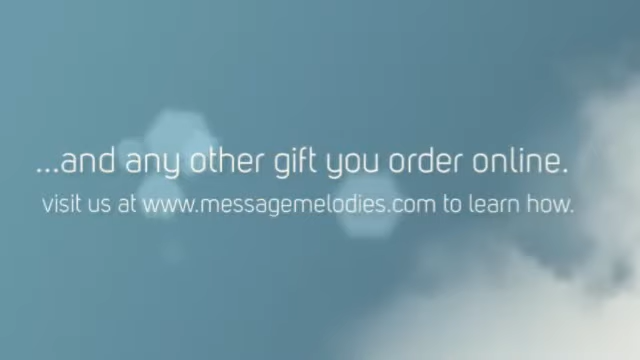 ...and any other gift you order online.
visit us at www.messagemelodies.com to learn how.